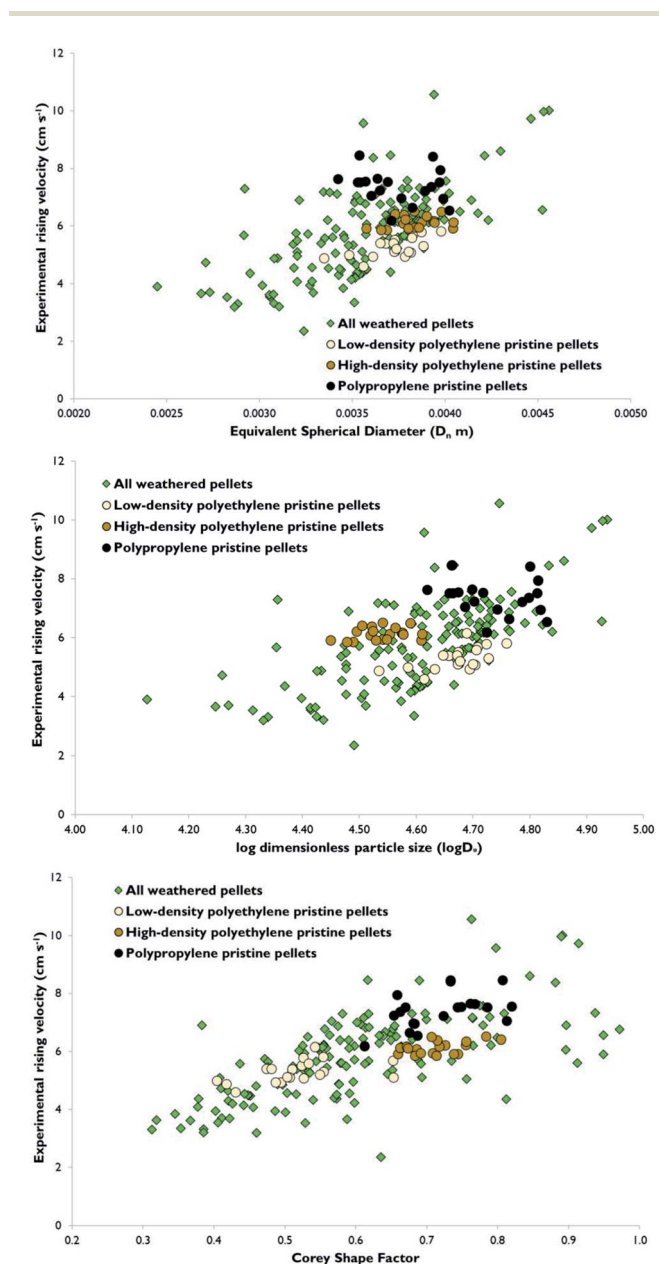 12
10
8
6
4
2
0
Experimental rising velocity (cm s⁻¹)
All weathered pellets
Low-density polyethylene pristine pellets
High-density polyethylene pristine pellets
Polypropylene pristine pellets
0.0020 0.0025 0.0030 0.0035 0.0040 0.0045 0.0050
Equivalent Spherical Diameter (Dₙ m)
12
10
8
6
4
2
0
Experimental rising velocity (cm s⁻¹)
All weathered pellets
Low-density polyethylene pristine pellets
High-density polyethylene pristine pellets
Polypropylene pristine pellets
4.00 4.10 4.20 4.30 4.40 4.50 4.60 4.70 4.80 4.90 5.00
log dimensionless particle size (logD*)
12
10
8
6
4
2
0
Experimental rising velocity (cm s⁻¹)
All weathered pellets
Low-density polyethylene pristine pellets
High-density polyethylene pristine pellets
Polypropylene pristine pellets
0.2 0.3 0.4 0.5 0.6 0.7 0.8 0.9 1.0
Corey Shape Factor